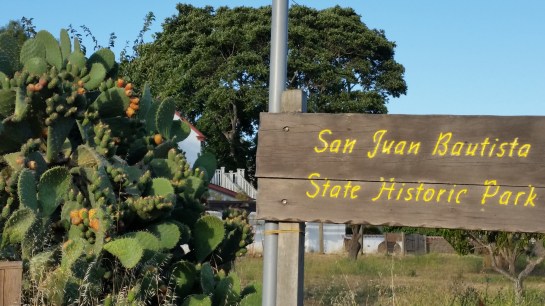 San Juan Bautista
State Historic Park